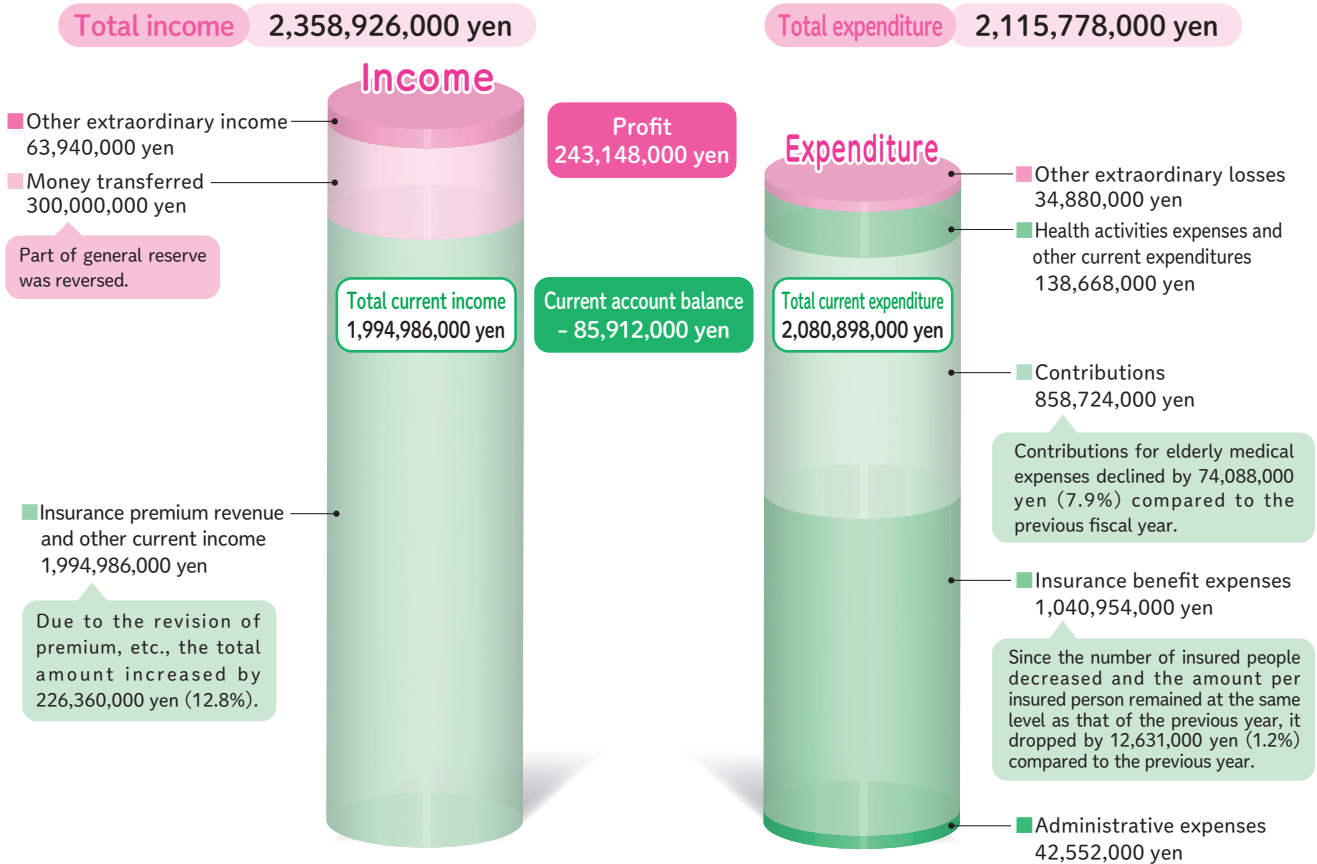 Total income 2,358,926,000 yen
Total expenditure 2,115,778,000 yen
Income
Other extraordinary income
63,940,000 yen
Money transferred
300,000,000 yen
Part of general reserve
was reversed.
Total current income
1,994,986,000 yen
Insurance premium revenue
and other current income
1,994,986,000 yen
Due to the revision of
premium, etc., the total
amount increased by
226,360,000 yen (12.8%).
Profit
243,148,000 yen
Current account balance
– 85,912,000 yen
Expenditure
Total current expenditure
2,080,898,000 yen
Other extraordinary losses
34,880,000 yen
Health activities expenses and
other current expenditures
138,668,000 yen
Contributions
858,724,000 yen
Contributions for elderly medical
expenses declined by 74,088,000
yen (7.9%) compared to the
previous fiscal year.
Insurance benefit expenses
1,040,954,000 yen
Since the number of insured people
decreased and the amount per
insured person remained at the same
level as that of the previous year, it
dropped by 12,631,000 yen (1.2%)
compared to the previous year.
Administrative expenses
42,552,000 yen